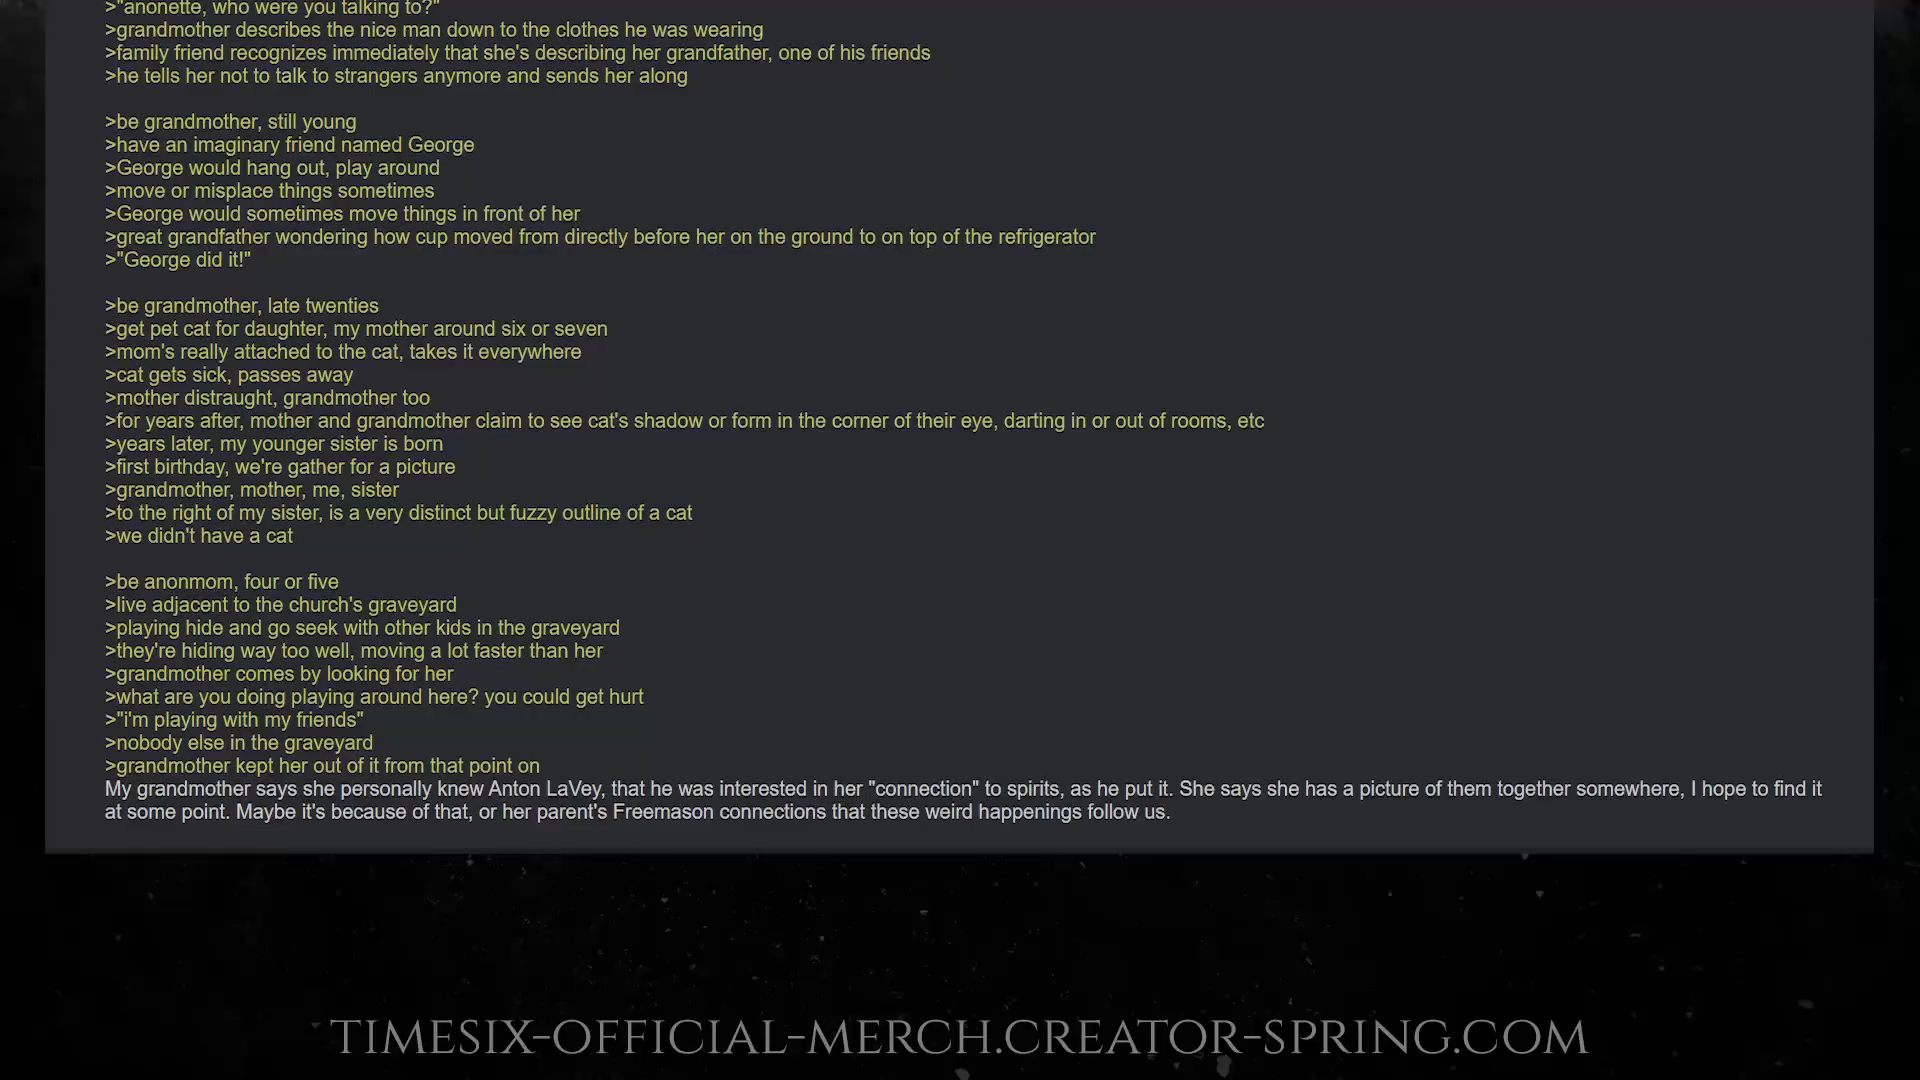 >"anonette, who were you talking to?"
>grandmother describes the nice man down to the clothes he was wearing
>family friend recognizes immediately that she's describing her grandfather, one of his friends
>he tells her not to talk to strangers anymore and sends her along
>be grandmother, still young
>have an imaginary friend named George
>George would hang out, play around
>move or misplace things sometimes
>George would sometimes move things in front of her
>great grandfather wondering how cup moved from directly before her on the ground to on top of the refrigerator
>"George did it!"
>be grandmother, late twenties
>get pet cat for daughter, my mother around six or seven
>mom's really attached to the cat, takes it everywhere
>cat gets sick, passes away
>mother distraught, grandmother too
>for years after, mother and grandmother claim to see cat's shadow or form in the corner of their eye, darting in or out of rooms, etc
>years later, my younger sister is born
>first birthday, we're gather for a picture
>grandmother, mother, me, sister
>to the right of my sister, is a very distinct but fuzzy outline of a cat
>we didn't have a cat
>be anonmom, four or five
>live adjacent to the church's graveyard
>playing hide and go seek with other kids in the graveyard
>they're hiding way too well, moving a lot faster than her
>grandmother comes by looking for her
>what are you doing playing around here? you could get hurt
>"i'm playing with my friends"
>nobody else in the graveyard
>grandmother kept her out of it from that point on
My grandmother says she personally knew Anton LaVey, that he was interested in her "connection" to spirits, as he put it. She says she has a picture of them together somewhere, I hope to find it
at some point. Maybe it's because of that, or her parent's Freemason connections that these weird happenings follow us.
TIMESIX-OFFICIAL-MERCH.CREATOR-SPRING.COM